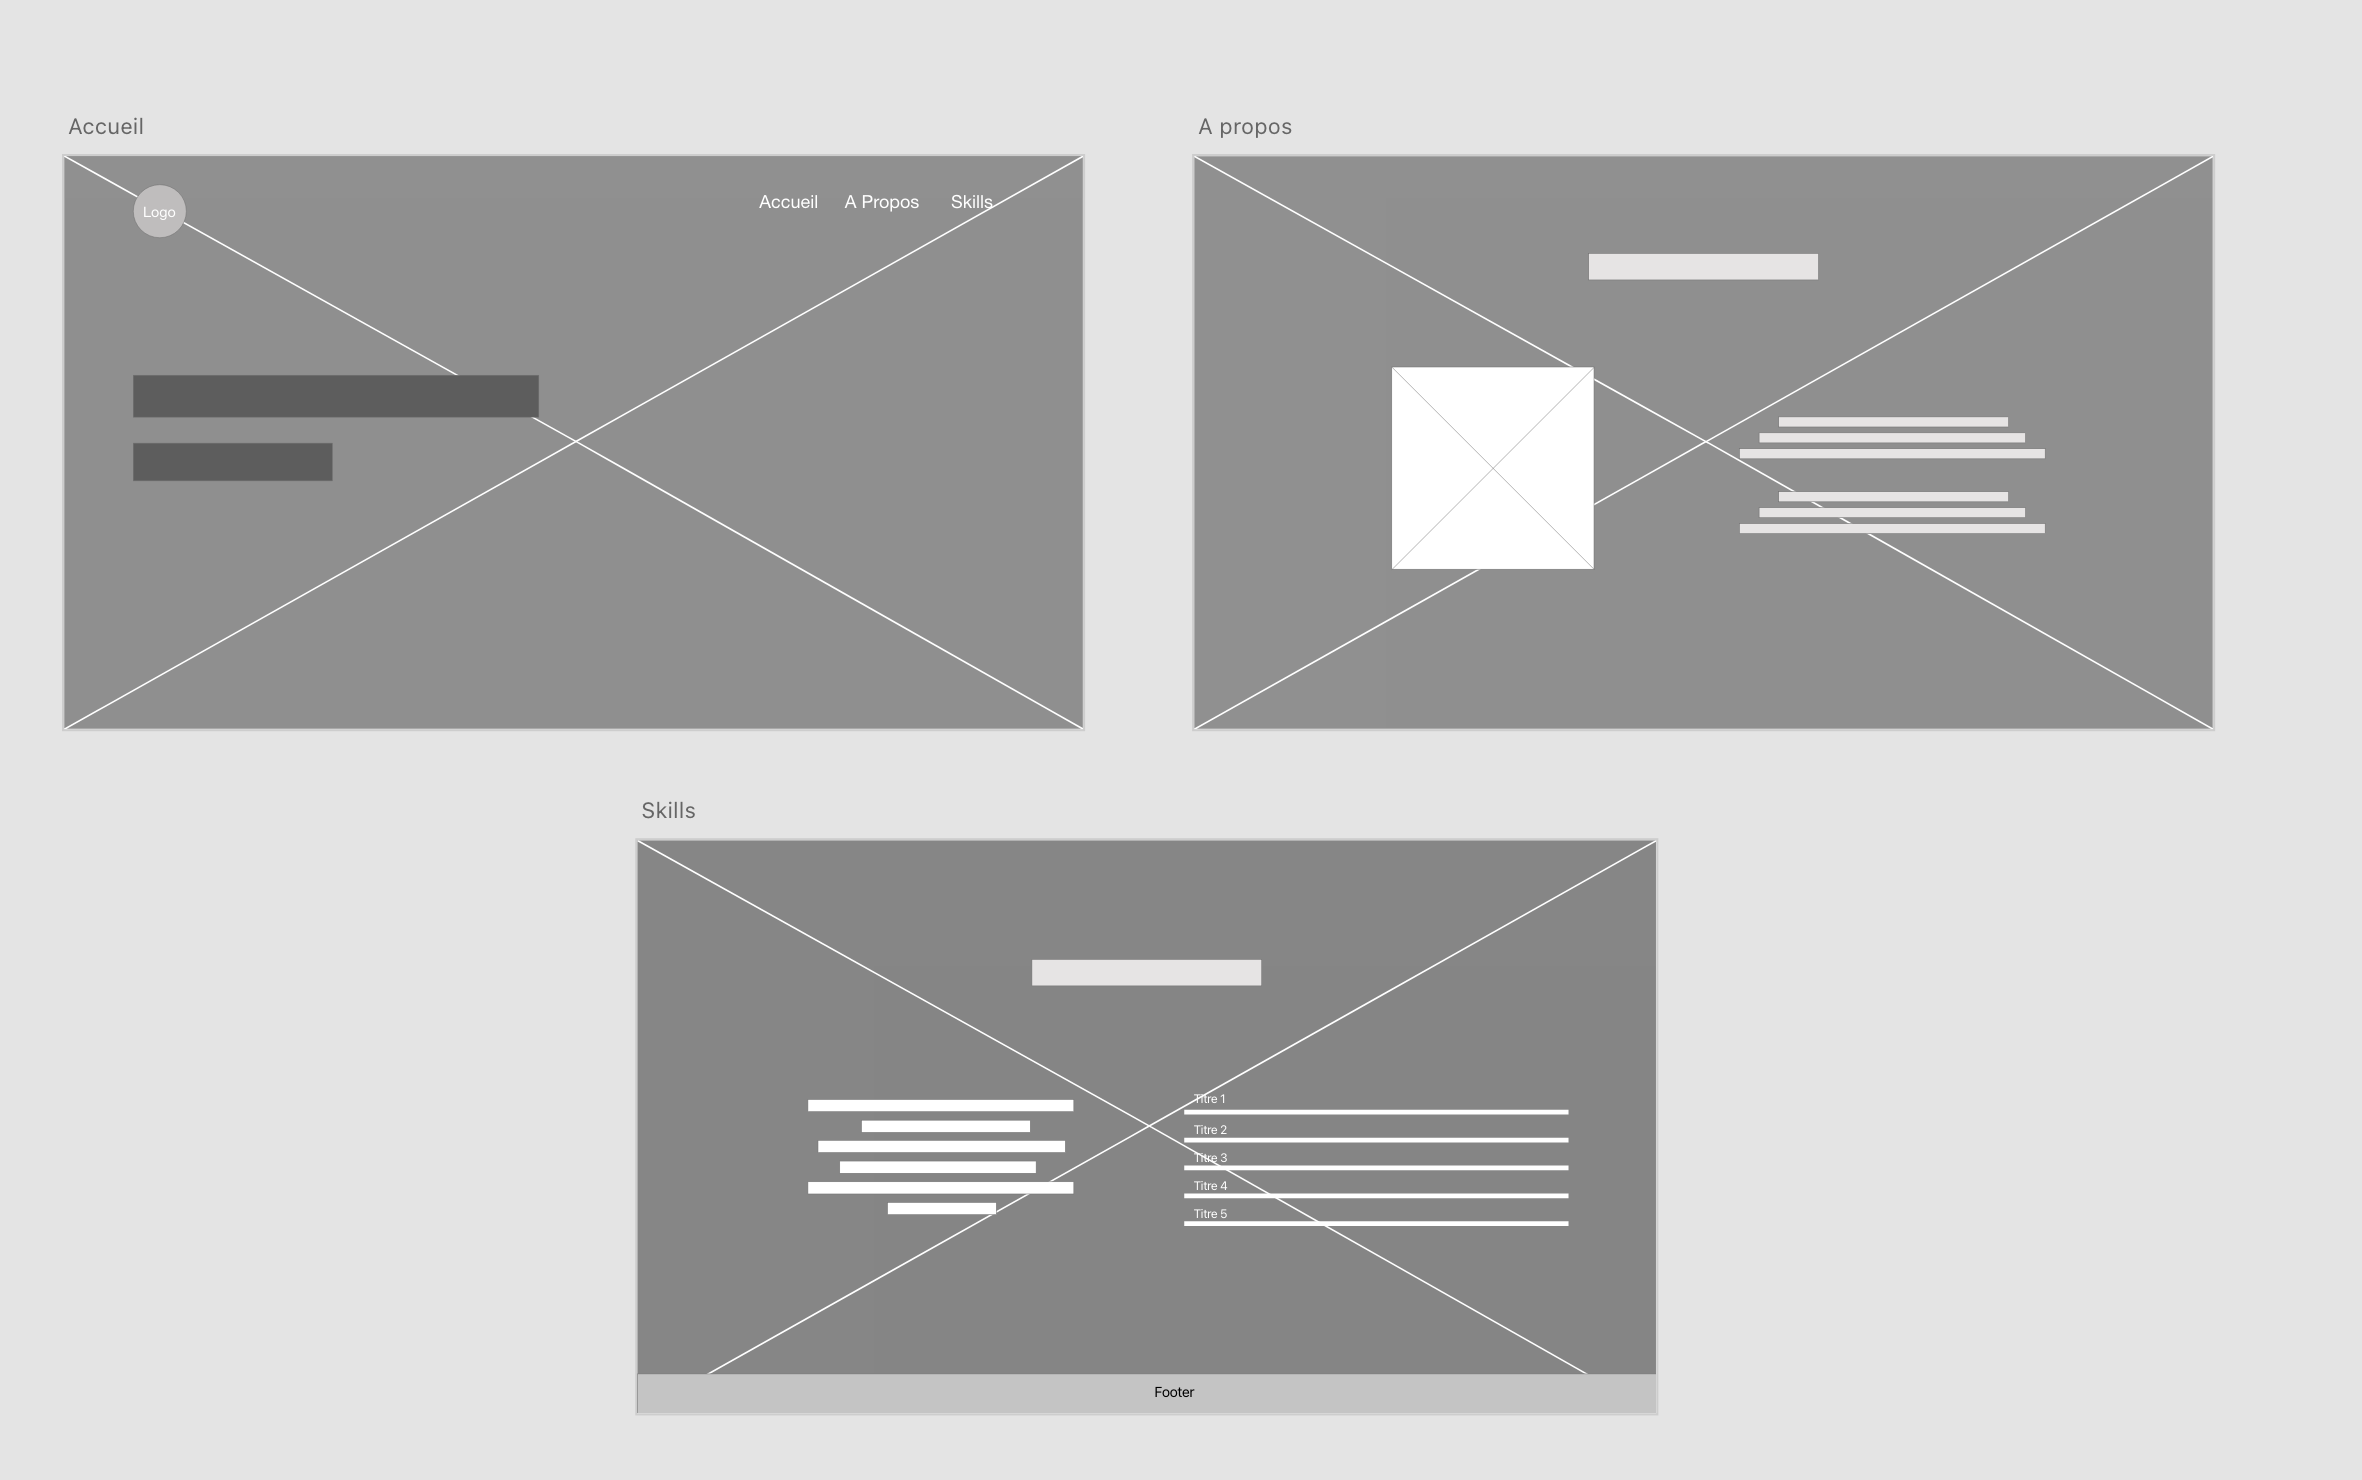 Accueil
Logo
Accueil A Propos Skills
A propos
Skills
Titre 1
Titre 2
Titre 3
Titre 4
Titre 5
Footer